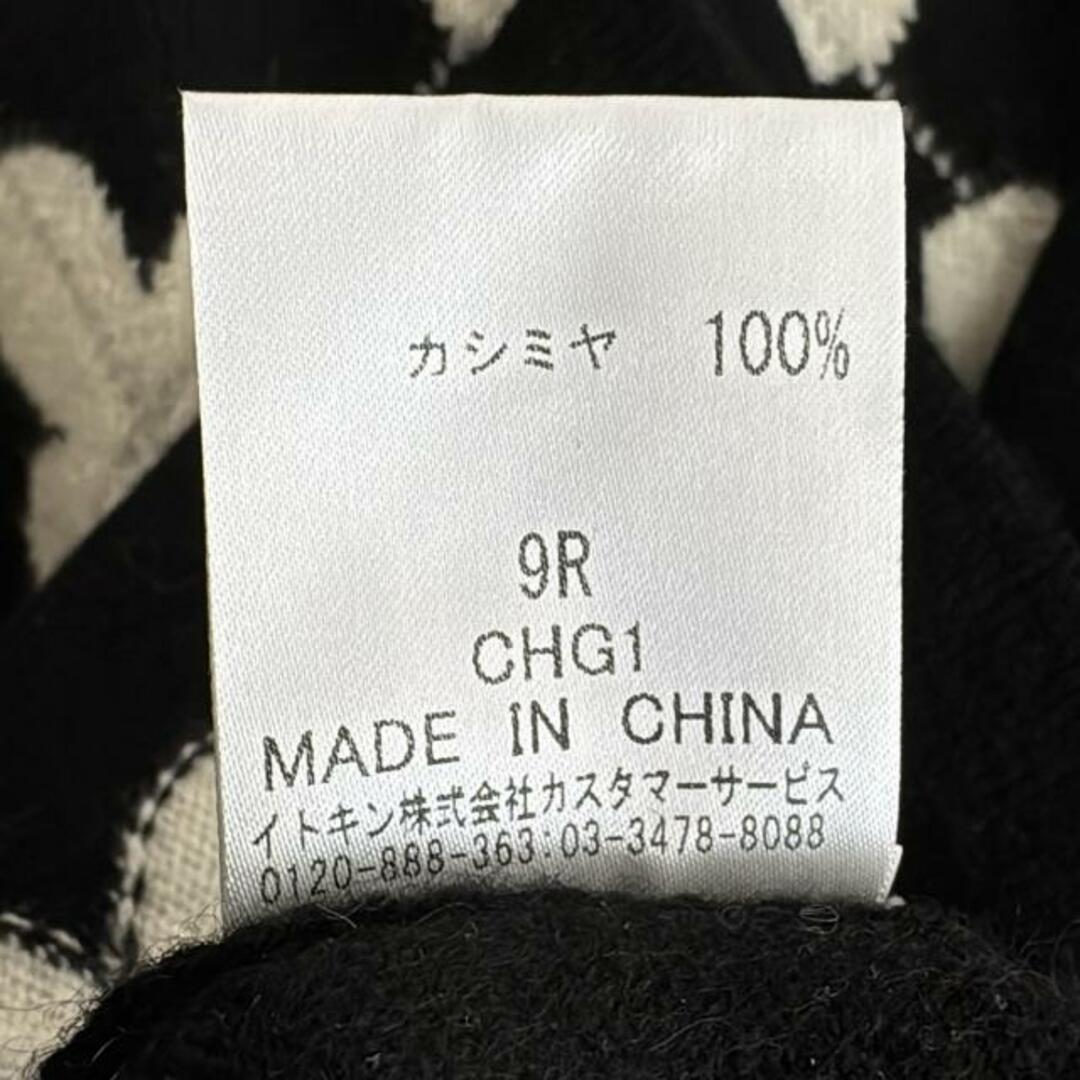 カシミヤ 100%
9R
CHG1
MADE IN CHINA
イトキン株式会社カスタマーサービス
0120-888-363:03-3478-8088